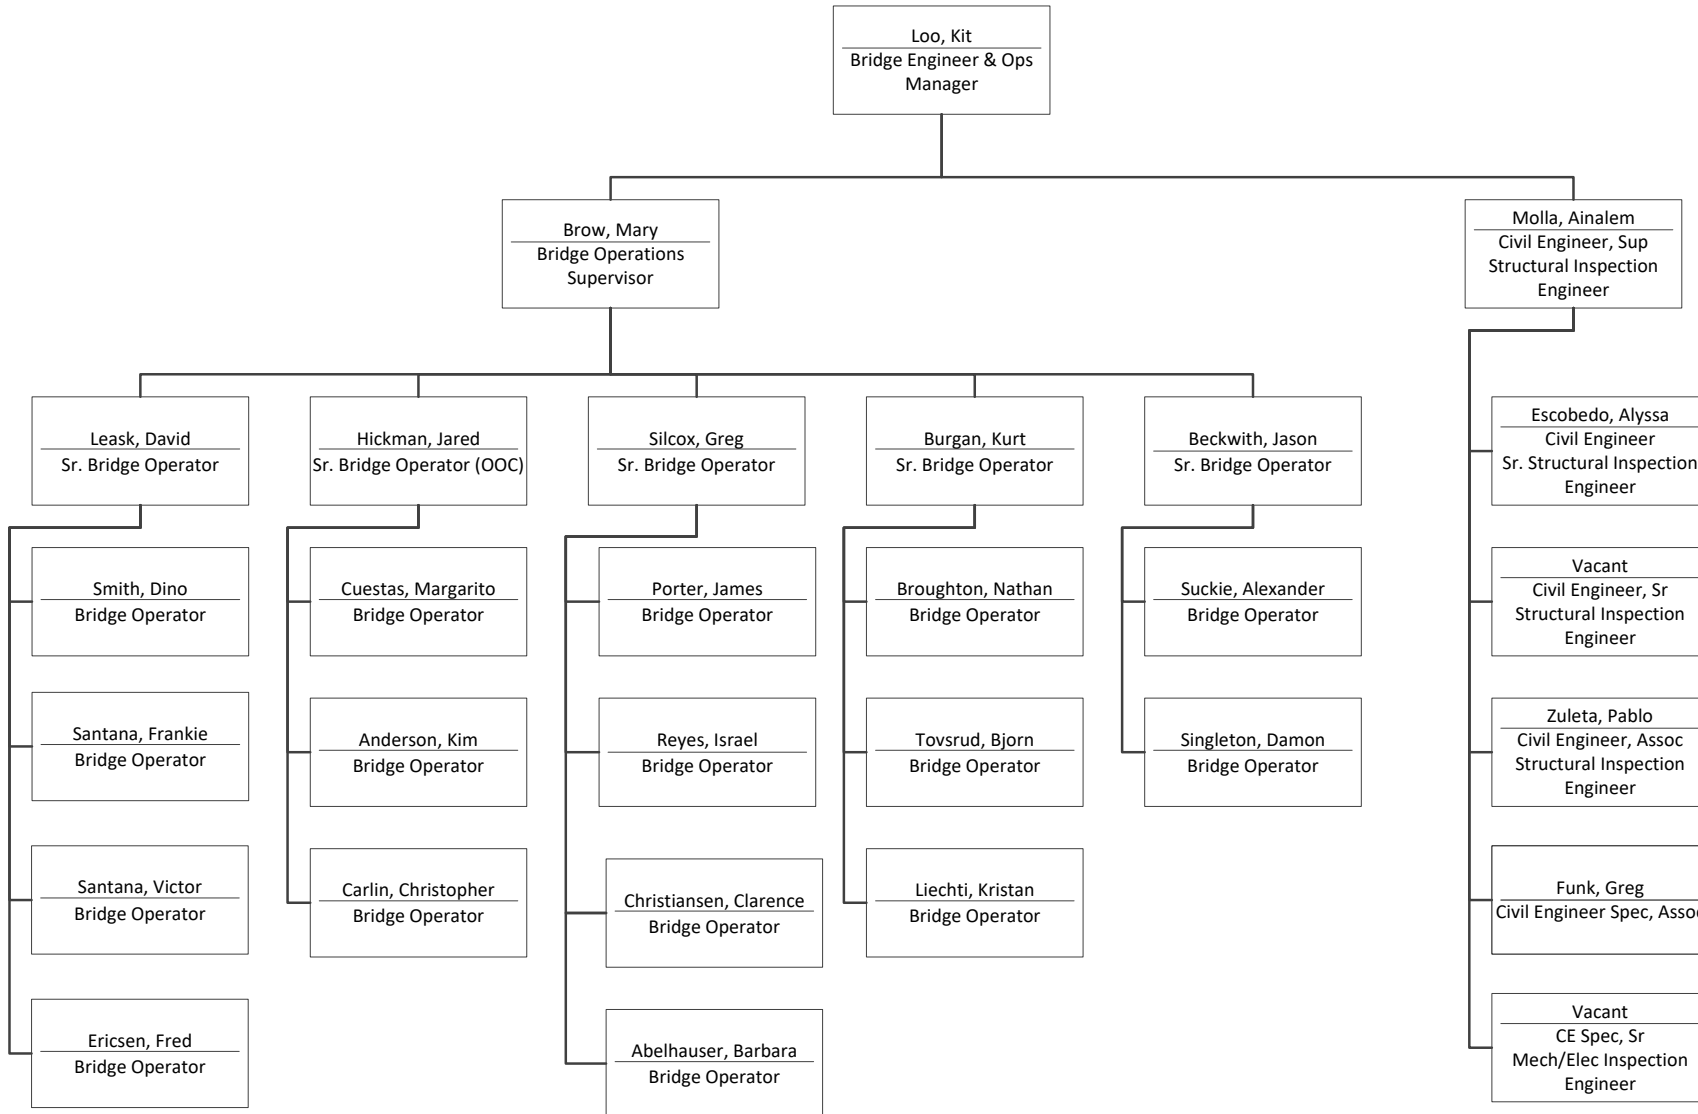 Loo, Kit
Bridge Engineer & Ops
Manager
Brow, Mary
Bridge Operations
Supervisor
Molla, Ainalem
Civil Engineer, Sup
Structural Inspection
Engineer
Leask, David
Sr. Bridge Operator
Hickman, Jared
Sr. Bridge Operator (OOC)
Silcox, Greg
Sr. Bridge Operator
Burgan, Kurt
Sr. Bridge Operator
Beckwith, Jason
Sr. Bridge Operator
Escobedo, Alyssa
Civil Engineer
Sr. Structural Inspection
Engineer
Smith, Dino
Bridge Operator
Cuestas, Margarito
Bridge Operator
Porter, James
Bridge Operator
Broughton, Nathan
Bridge Operator
Suckie, Alexander
Bridge Operator
Vacant
Civil Engineer, Sr
Structural Inspection
Engineer
Santana, Frankie
Bridge Operator
Anderson, Kim
Bridge Operator
Reyes, Israel
Bridge Operator
Tovsrud, Bjorn
Bridge Operator
Singleton, Damon
Bridge Operator
Zuleta, Pablo
Civil Engineer, Assoc
Structural Inspection
Engineer
Santana, Victor
Bridge Operator
Carlin, Christopher
Bridge Operator
Christiansen, Clarence
Bridge Operator
Liechti, Kristan
Bridge Operator
Funk, Greg
Civil Engineer Spec, Assoc
Ericsen, Fred
Bridge Operator
Abelhauser, Barbara
Bridge Operator
Vacant
CE Spec, Sr
Mech/Elec Inspection
Engineer